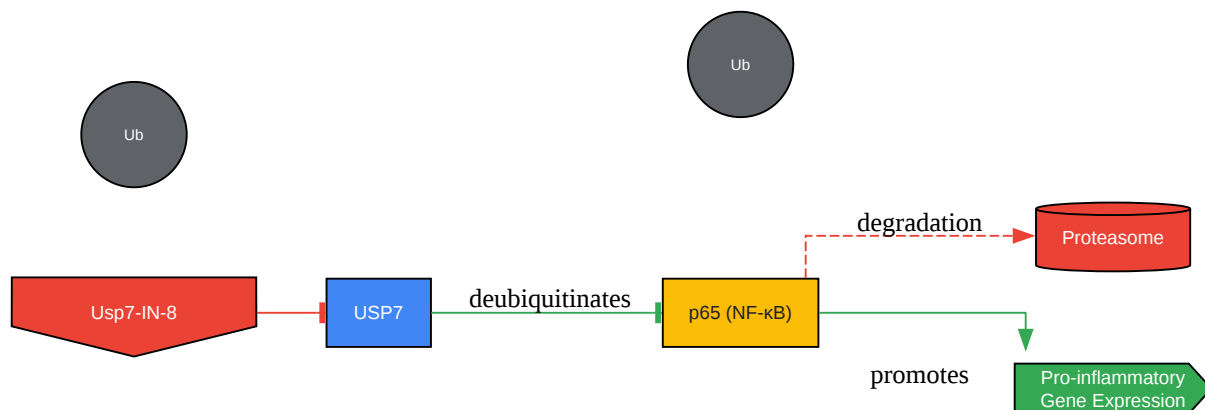 Ub
Ub
degradation
Proteasome
Usp7-IN-8
USP7
deubiquitinates
p65 (NF-κB)
promotes
Pro-inflammatory
Gene Expression